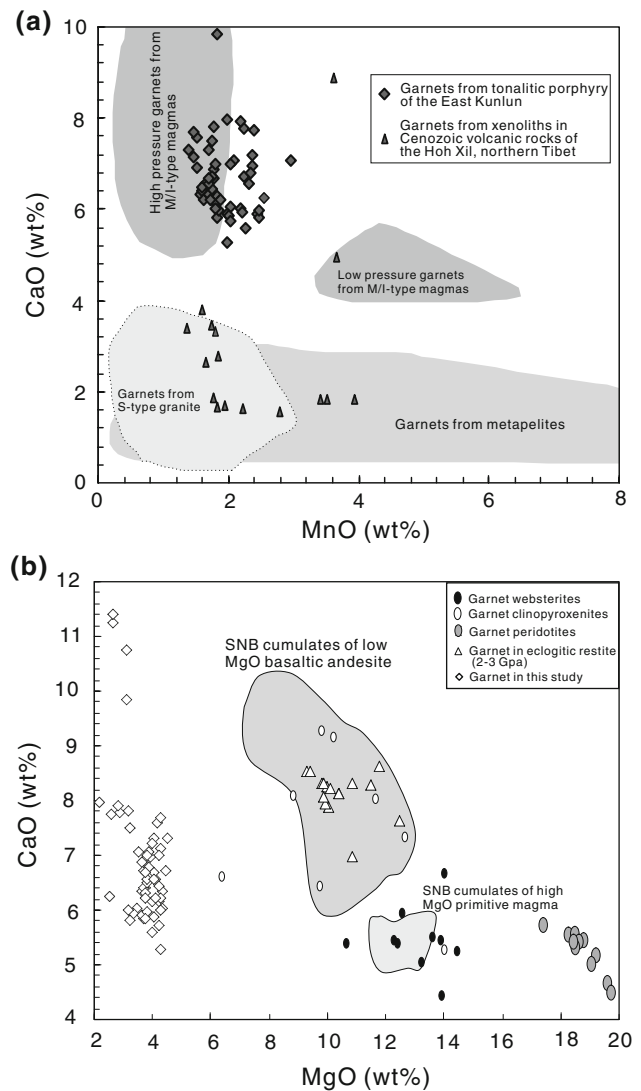 (a)
10
8
6
4
2
0
CaO (wt%)
High pressure garnets from
M/I-type magmas
Garnets from tonalitic porphyry
of the East Kunlun
Garnets from xenoliths in
Cenozoic volcanic rocks of
the Hoh Xil, northern Tibet
Low pressure garnets
from M/I-type magmas
Garnets from
S-type granite
Garnets from metapelites
0 2 4 6 8
MnO (wt%)
(b)
12
11
10
9
8
7
6
5
4
CaO (wt%)
SNB cumulates of low
MgO basaltic andesite
Garnet websterites
Garnet clinopyroxenites
Garnet peridotites
Garnet in eclogitic restite
(2-3 Gpa)
Garnet in this study
SNB cumulates of high
MgO primitive magma
2 4 6 8 10 12 14 16 18 20
MgO (wt%)